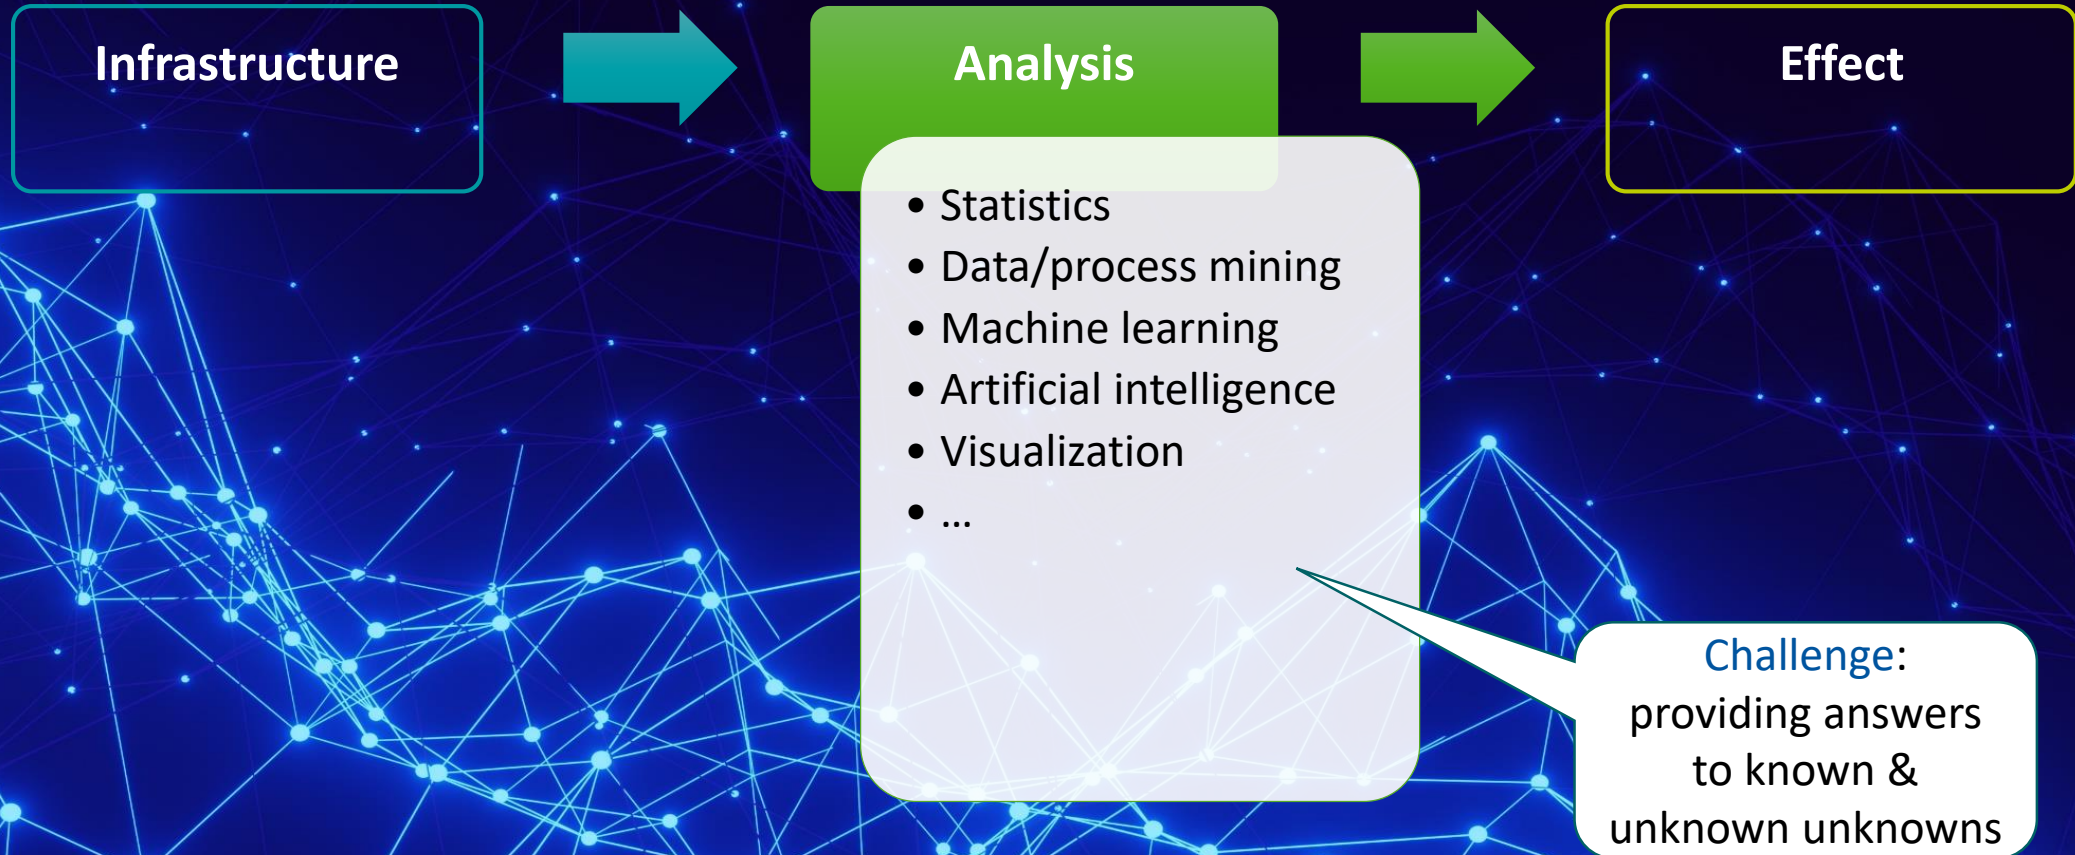 Infrastructure
Analysis
Effect
• Statistics
• Data/process mining
• Machine learning
• Artificial intelligence
• Visualization
• …
Challenge:
providing answers
to known &
unknown unknowns